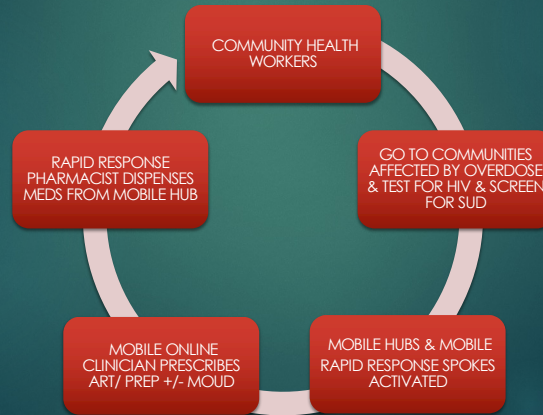 COMMUNITY HEALTH
WORKERS
GO TO COMMUNITIES
AFFECTED BY OVERDOSE
& TEST FOR HIV & SCREEN
FOR SUD
MOBILE HUBS & MOBILE
RAPID RESPONSE SPOKES
ACTIVATED
MOBILE ONLINE
CLINICIAN PRESCRIBES
ART/ PREP +/- MOUD
RAPID RESPONSE
PHARMACIST DISPENSES
MEDS FROM MOBILE HUB